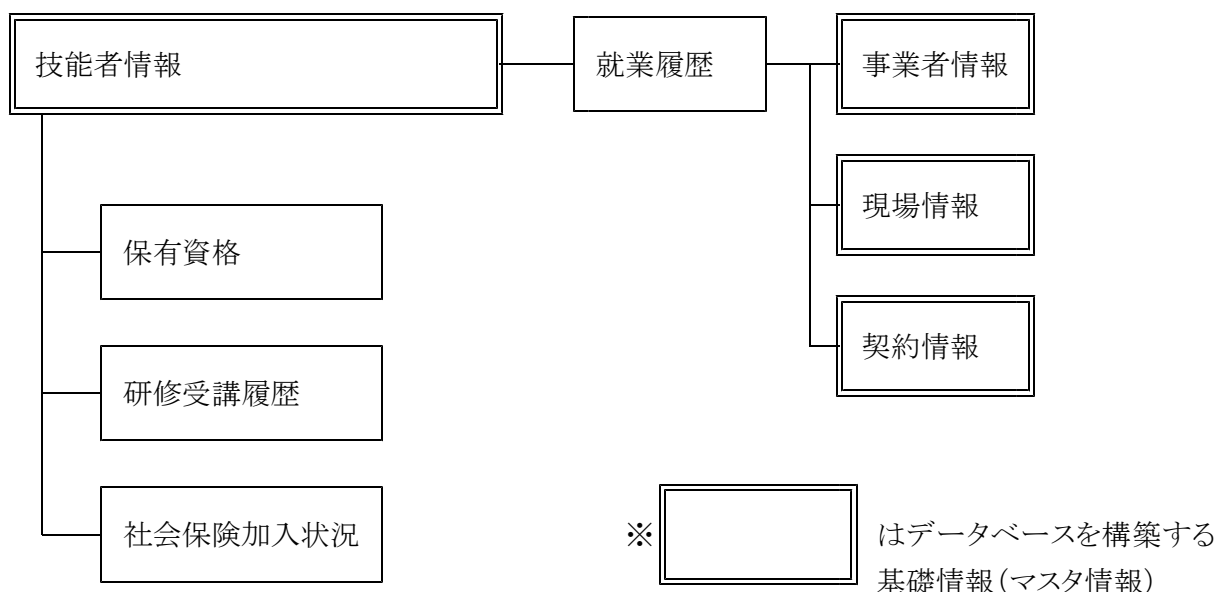 技能者情報
就業履歴
事業者情報
現場情報
契約情報
保有資格
研修受講履歴
社会保険加入状況
※
はデータベースを構築する
基礎情報(マスタ情報)